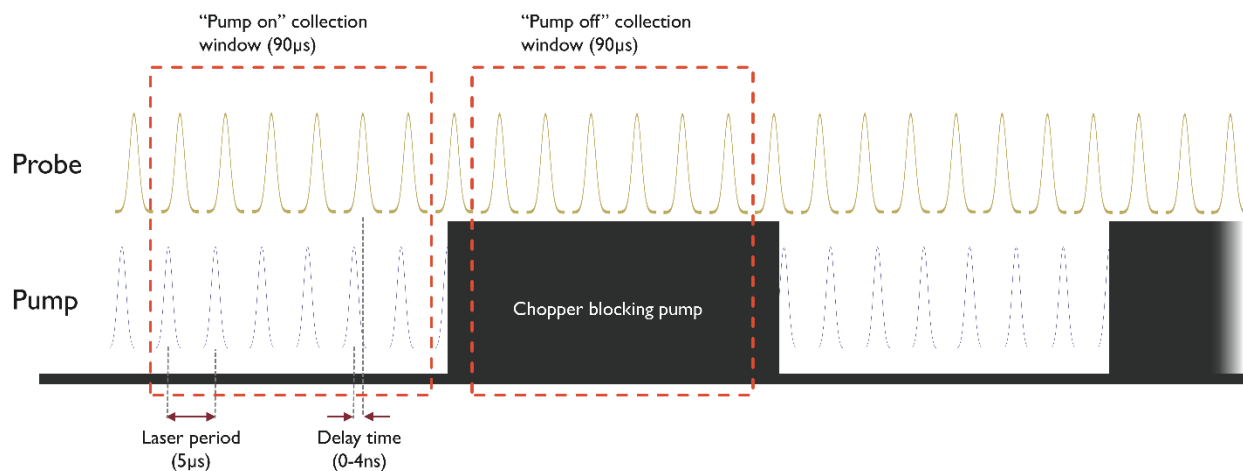 “Pump on” collection
window (90µs)
“Pump off” collection
window (90µs)
Probe
Pump
Chopper blocking pump
Laser period
(5µs)
Delay time
(0-4ns)